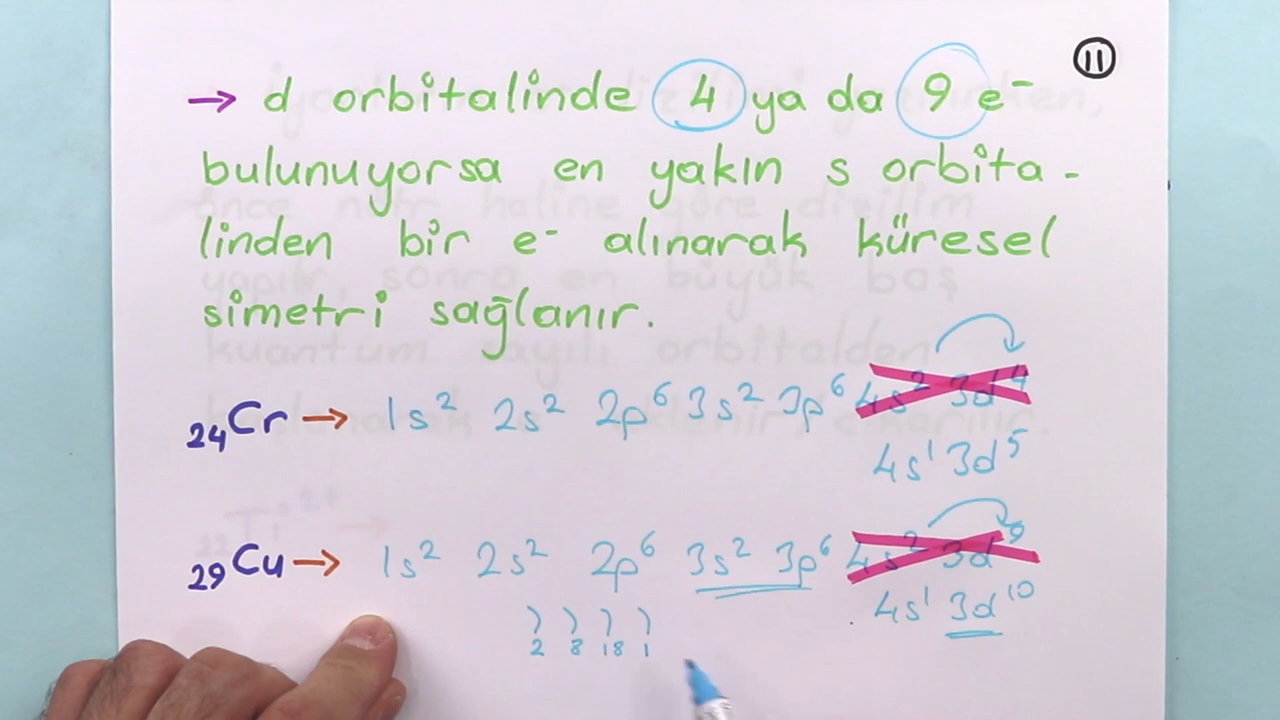 11
→ d orbitalinde 4 ya da 9 e⁻
bulunuyorsa en yakın s orbita-
linden bir e⁻ alınarak küresel
simetri sağlanır.
₂₄Cr → 1s² 2s² 2p⁶ 3s² 3p⁶ 4s² 3d⁴
4s¹ 3d⁵
₂₉Cu → 1s² 2s² 2p⁶ 3s² 3p⁶ 4s² 3d⁹
4s¹ 3d¹⁰
) ) ) )
2 8 18 1